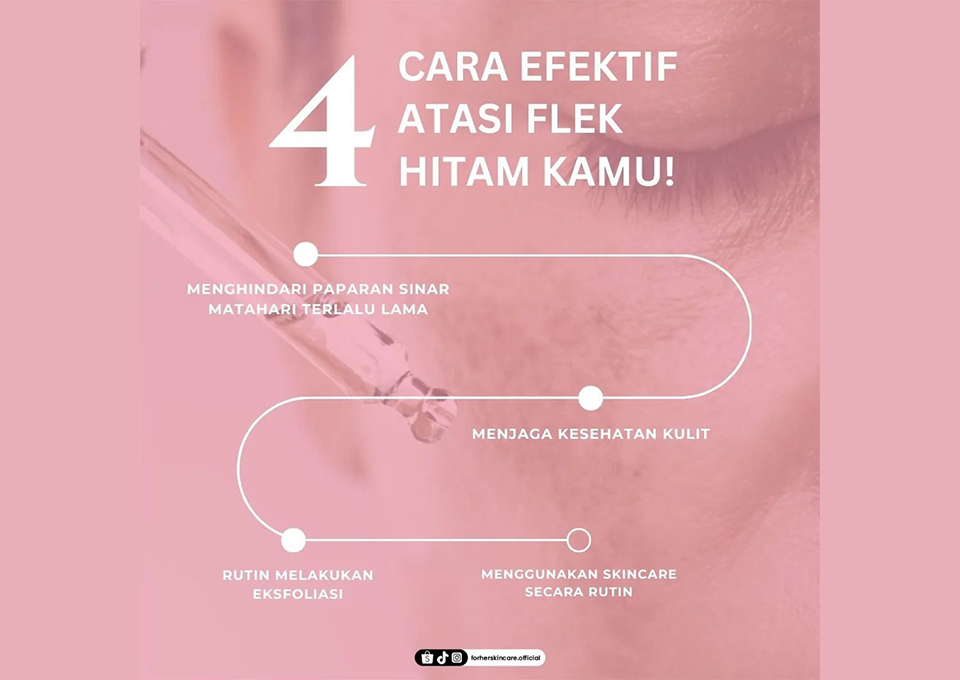 4
CARA EFEKTIF
ATASI FLEK
HITAM KAMU!
MENGHINDARI PAPARAN SINAR
MATAHARI TERLALU LAMA
MENJAGA KESEHATAN KULIT
RUTIN MELAKUKAN
EKSFOLIASI
MENGGUNAKAN SKINCARE
SECARA RUTIN
forherskincare.official